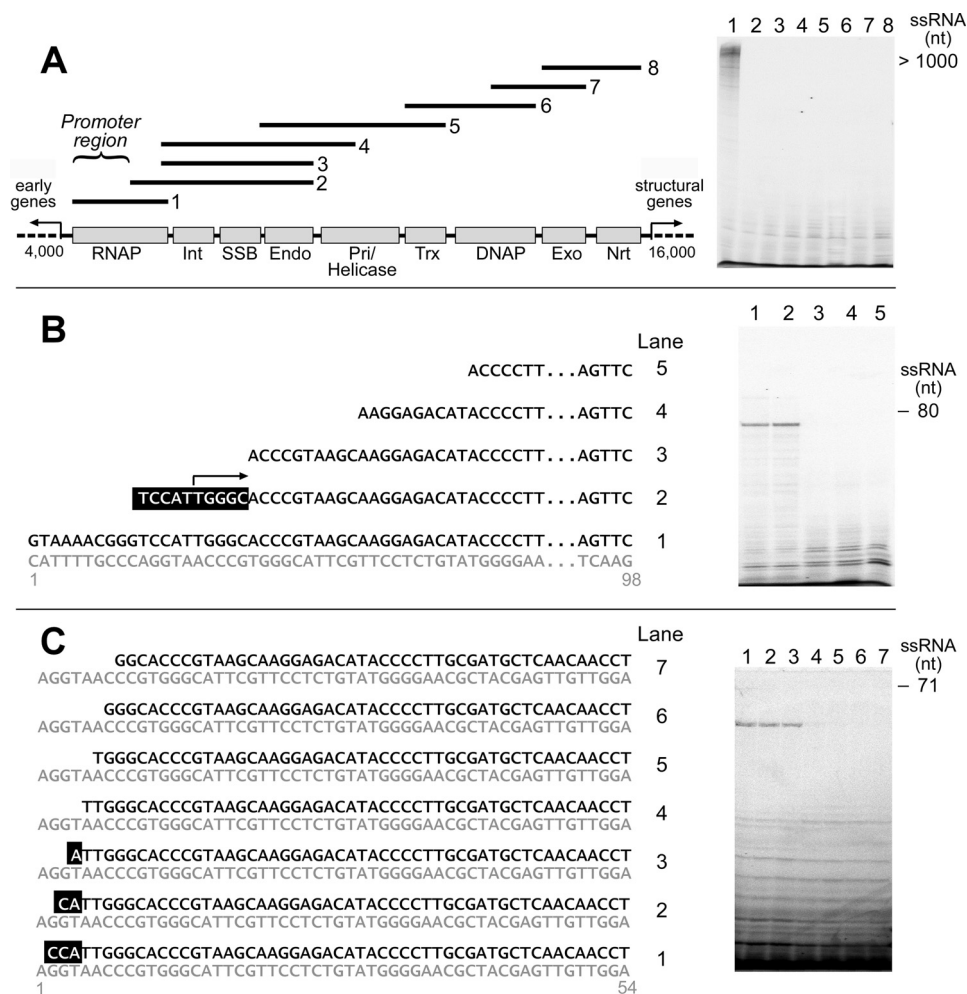 A
1 2 3 4 5 6 7 8
ssRNA
(nt)
> 1000
8
7
6
5
4
3
2
1
Promoter
region
early
genes
structural
genes
4,000
RNAP
Int
SSB
Endo
Pri/
Helicase
Trx
DNAP
Exo
Nrt
16,000
B
Lane
ACCCCTT...AGTTC 5
AAGGAGACATACCCCTT...AGTTC 4
ACCCGTAAGCAAGGAGACATACCCCTT...AGTTC 3
TCCATTGGGCACCCGTAAGCAAGGAGACATACCCCTT...AGTTC 2
GTAAAACGGGTCCATTGGGCACCCGTAAGCAAGGAGACATACCCCTT...AGTTC 1
CATTTTGCCCAGGTAACCCGTGGGCATTCGTTCCTCTGTATGGGGAA...TCAAG
1 98
1 2 3 4 5
ssRNA
(nt)
– 80
C
Lane
GGCACCCGTAAGCAAGGAGACATACCCCTTGCGATGCTCAACAACCT 7
AGGTAACCCGTGGGCATTCGTTCCTCTGTATGGGGAACGCTACGAGTTGTTGGA
GGGCACCCGTAAGCAAGGAGACATACCCCTTGCGATGCTCAACAACCT 6
AGGTAACCCGTGGGCATTCGTTCCTCTGTATGGGGAACGCTACGAGTTGTTGGA
TGGGCACCCGTAAGCAAGGAGACATACCCCTTGCGATGCTCAACAACCT 5
AGGTAACCCGTGGGCATTCGTTCCTCTGTATGGGGAACGCTACGAGTTGTTGGA
TTGGGCACCCGTAAGCAAGGAGACATACCCCTTGCGATGCTCAACAACCT 4
AGGTAACCCGTGGGCATTCGTTCCTCTGTATGGGGAACGCTACGAGTTGTTGGA
ATTGGGCACCCGTAAGCAAGGAGACATACCCCTTGCGATGCTCAACAACCT 3
AGGTAACCCGTGGGCATTCGTTCCTCTGTATGGGGAACGCTACGAGTTGTTGGA
CATTGGGCACCCGTAAGCAAGGAGACATACCCCTTGCGATGCTCAACAACCT 2
AGGTAACCCGTGGGCATTCGTTCCTCTGTATGGGGAACGCTACGAGTTGTTGGA
CCATTGGGCACCCGTAAGCAAGGAGACATACCCCTTGCGATGCTCAACAACCT 1
AGGTAACCCGTGGGCATTCGTTCCTCTGTATGGGGAACGCTACGAGTTGTTGGA
1 54
1 2 3 4 5 6 7
ssRNA
(nt)
– 71